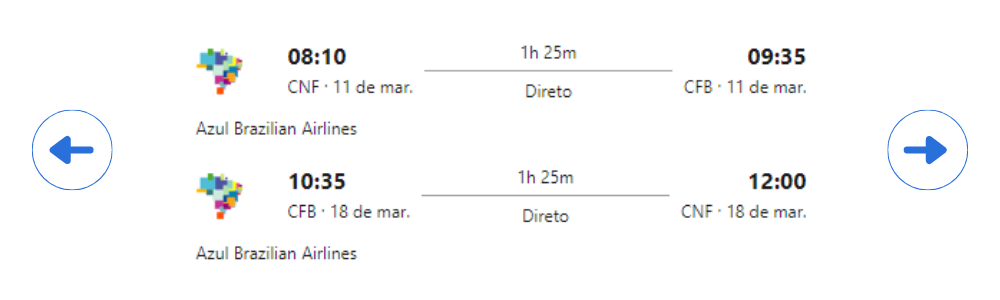 1h 25m
08:10 09:35
CNF · 11 de mar. Direto CFB · 11 de mar.
Azul Brazilian Airlines
1h 25m
10:35 12:00
CFB · 18 de mar. Direto CNF · 18 de mar.
Azul Brazilian Airlines